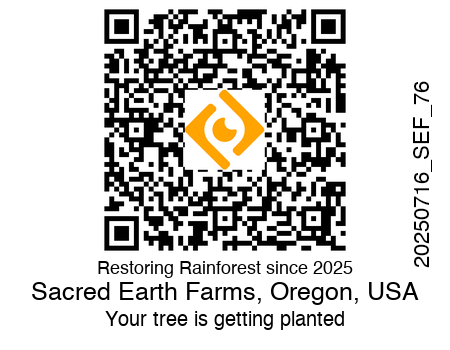 Restoring Rainforest since 2025
Sacred Earth Farms, Oregon, USA
Your tree is getting planted
20250716_SEF_76